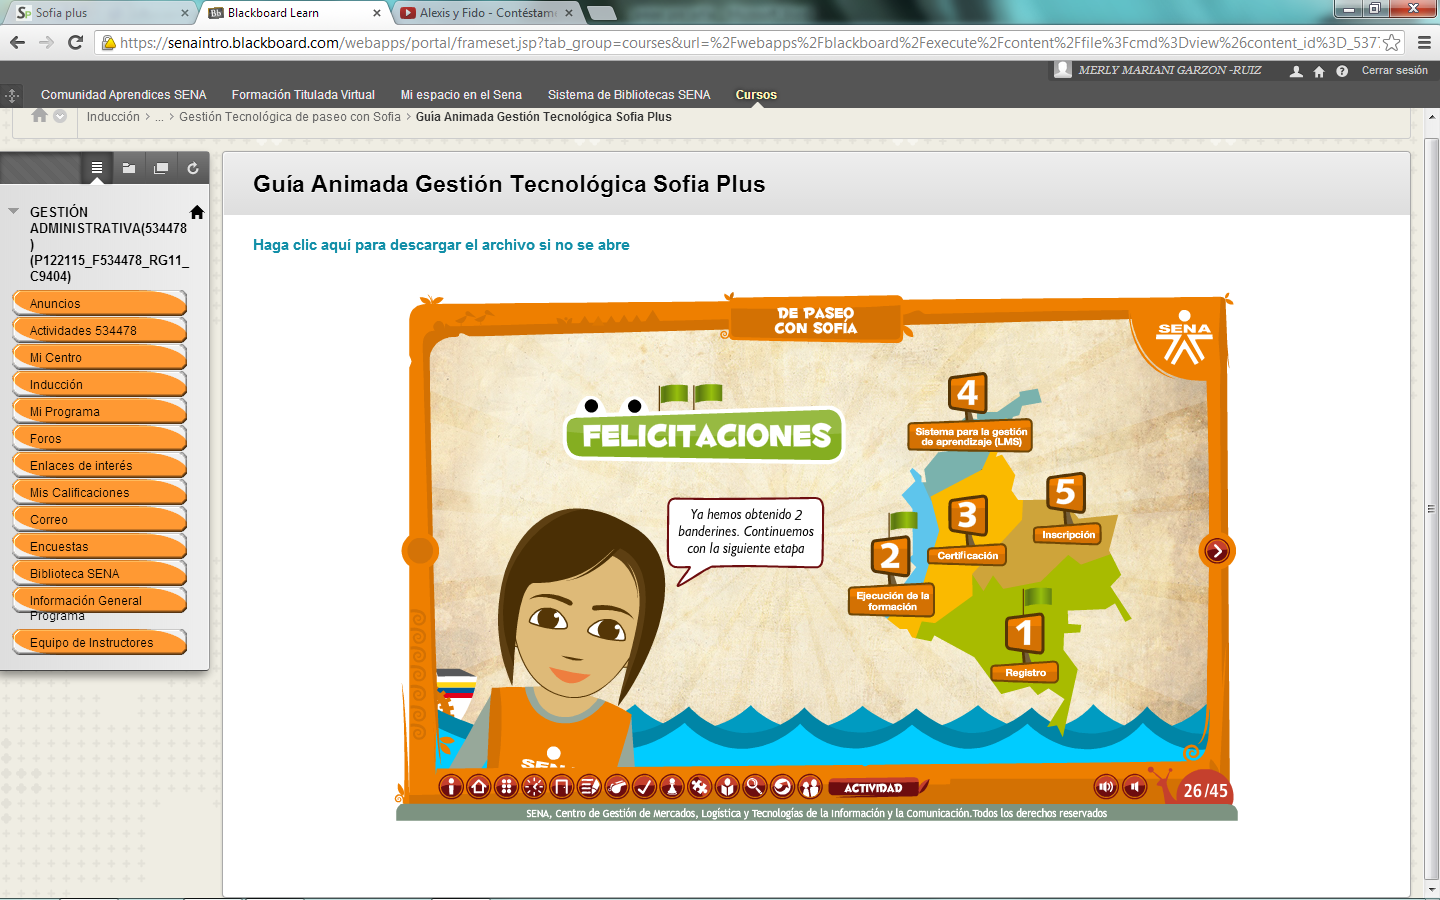 Sofia plus
Blackboard Learn
Alexis y Fido - Contéstame
https://senaintro.blackboard.com/webapps/portal/frameset.jsp?tab_group=courses&url=%2Fwebapps%2Fblackboard%2Fexecute%2Fcontent%2Ffile%3Fcmd%3Dview%26content_id%3D_537
MERLY MARIANI GARZON -RUIZ
Cerrar sesión
Comunidad Aprendices SENA
Formación Titulada Virtual
Mi espacio en el Sena
Sistema de Bibliotecas SENA
Cursos
Inducción > ... > Gestión Tecnológica de paseo con Sofia > Guía Animada Gestión Tecnológica Sofia Plus
GESTIÓN
ADMINISTRATIVA(534478
)
(P122115_F534478_RG11_
C9404)
Anuncios
Actividades 534478
Mi Centro
Inducción
Mi Programa
Foros
Enlaces de interés
Mis Calificaciones
Correo
Encuestas
Biblioteca SENA
Información General
Programa
Equipo de Instructores
Guía Animada Gestión Tecnológica Sofia Plus
Haga clic aquí para descargar el archivo si no se abre
DE PASEO
CON SOFÍA
SENA
FELICITACIONES
Ya hemos obtenido 2
banderines. Continuemos
con la siguiente etapa
4
Sistema para la gestión
de aprendizaje (LMS)
5
Inscripción
3
Certificación
2
Ejecución de la
formación
1
Registro
SENA
ACTIVIDAD
26/45
SENA, Centro de Gestión de Mercados, Logística y Tecnologías de la Información y la Comunicación.Todos los derechos reservados